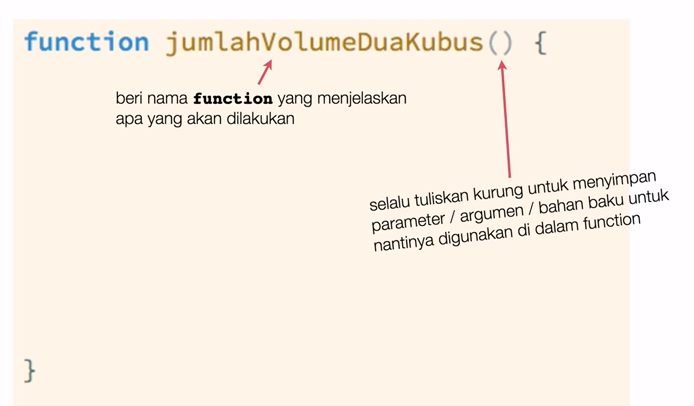 function jumlahVolumeDuaKubus() {
beri nama function yang menjelaskan
apa yang akan dilakukan
selalu tuliskan kurung untuk menyimpan
parameter / argumen / bahan baku untuk
nantinya digunakan di dalam function
}